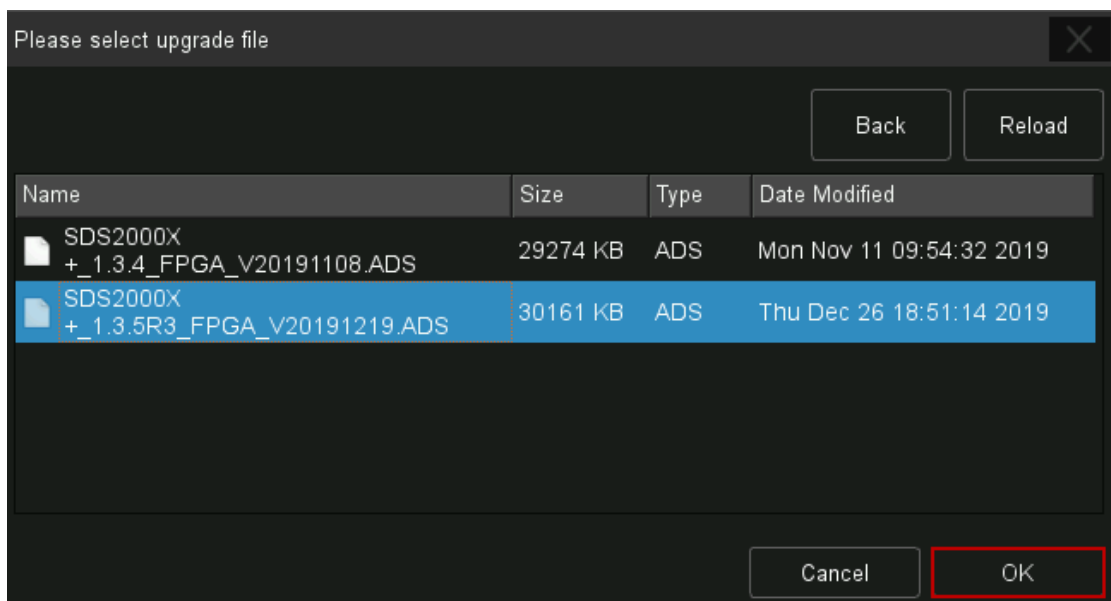 Please select upgrade file
Back Reload
Name Size Type Date Modified
SDS2000X
+_1.3.4_FPGA_V20191108.ADS 29274 KB ADS Mon Nov 11 09:54:32 2019
SDS2000X
+_1.3.5R3_FPGA_V20191219.ADS 30161 KB ADS Thu Dec 26 18:51:14 2019
Cancel OK